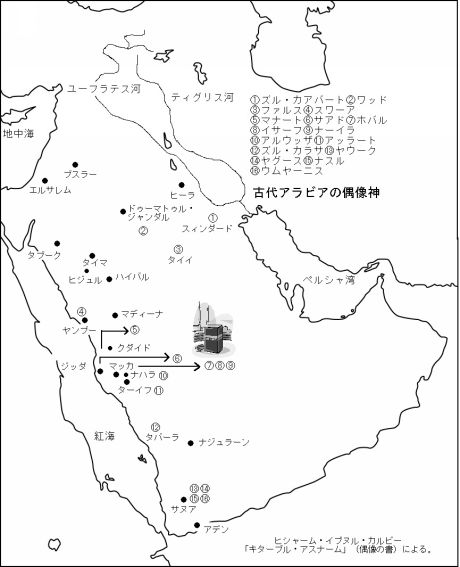 ユーフラテス河
ティグリス河
地中海
①ズル・カアバート②ワッド
③ファルス④スワーア
⑤マナート⑥サアド⑦ホバル
⑧イサーフ⑨ナーイラ
⑩アルウッザ⑪アッラート
⑫ズル・カラサ⑬ヤウーク
⑭ヤグース⑮ナスル
⑯ウムヤーニス
古代アラビアの偶像神
ブスラー
エルサレム
ヒーラ
ドゥーマトゥル・
ジャンダル
①
スィンダード
②
③
タイイ
タブーク
タイマ
ヒジュル
ハイバル
ペルシャ湾
④
ヤンブー
マディーナ
⑤
クダイド
⑥
ジッダ
マッカ
⑦⑧⑨
ナハラ⑩
ターイフ⑪
紅海
⑫
タバーラ
ナジュラーン
⑬⑭
⑮⑯
サヌア
アデン
ヒシャーム・イブヌル・カルビー
「キターブル・アスナーム」(偶像の書)による。